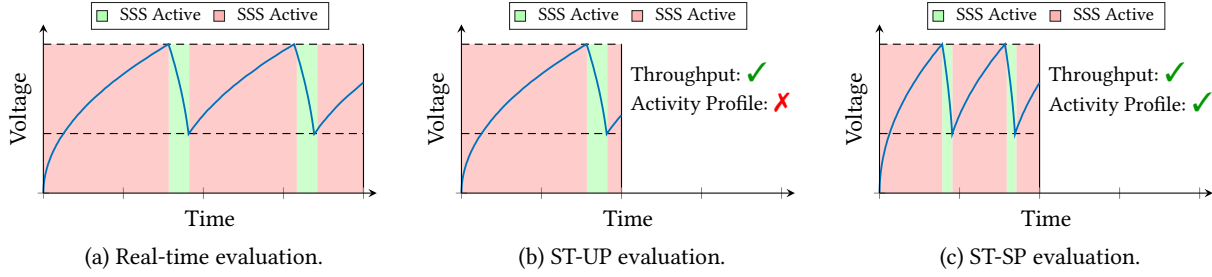 SSS Active SSS Active
Voltage
Time
(a) Real-time evaluation.
SSS Active SSS Active
Voltage
Throughput: ✓
Activity Profile: ✗
Time
(b) ST-UP evaluation.
SSS Active SSS Active
Voltage
Throughput: ✓
Activity Profile: ✓
Time
(c) ST-SP evaluation.